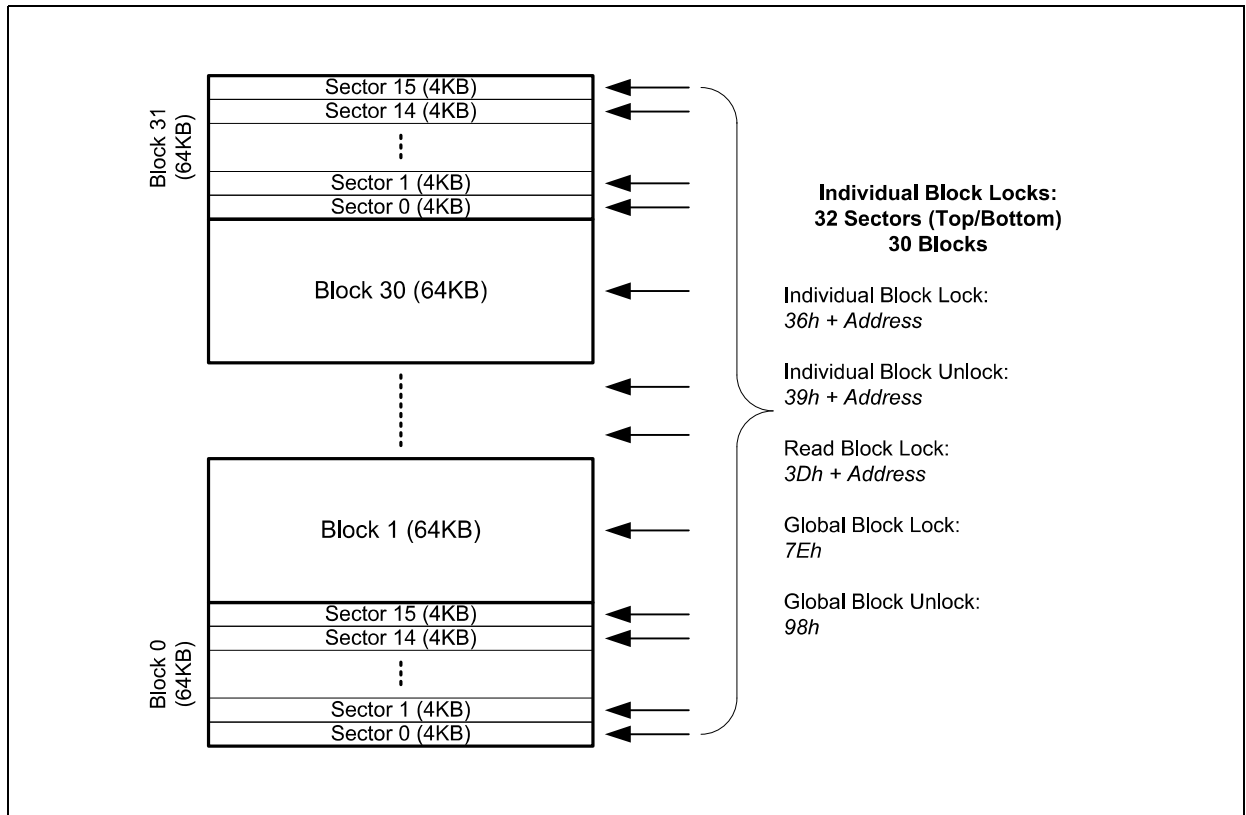 Block 31
(64KB)
Sector 15 (4KB)
Sector 14 (4KB)
Sector 1 (4KB)
Sector 0 (4KB)
Block 30 (64KB)
Block 1 (64KB)
Block 0
(64KB)
Sector 15 (4KB)
Sector 14 (4KB)
Sector 1 (4KB)
Sector 0 (4KB)
Individual Block Locks:
32 Sectors (Top/Bottom)
30 Blocks
Individual Block Lock:
36h + Address
Individual Block Unlock:
39h + Address
Read Block Lock:
3Dh + Address
Global Block Lock:
7Eh
Global Block Unlock:
98h